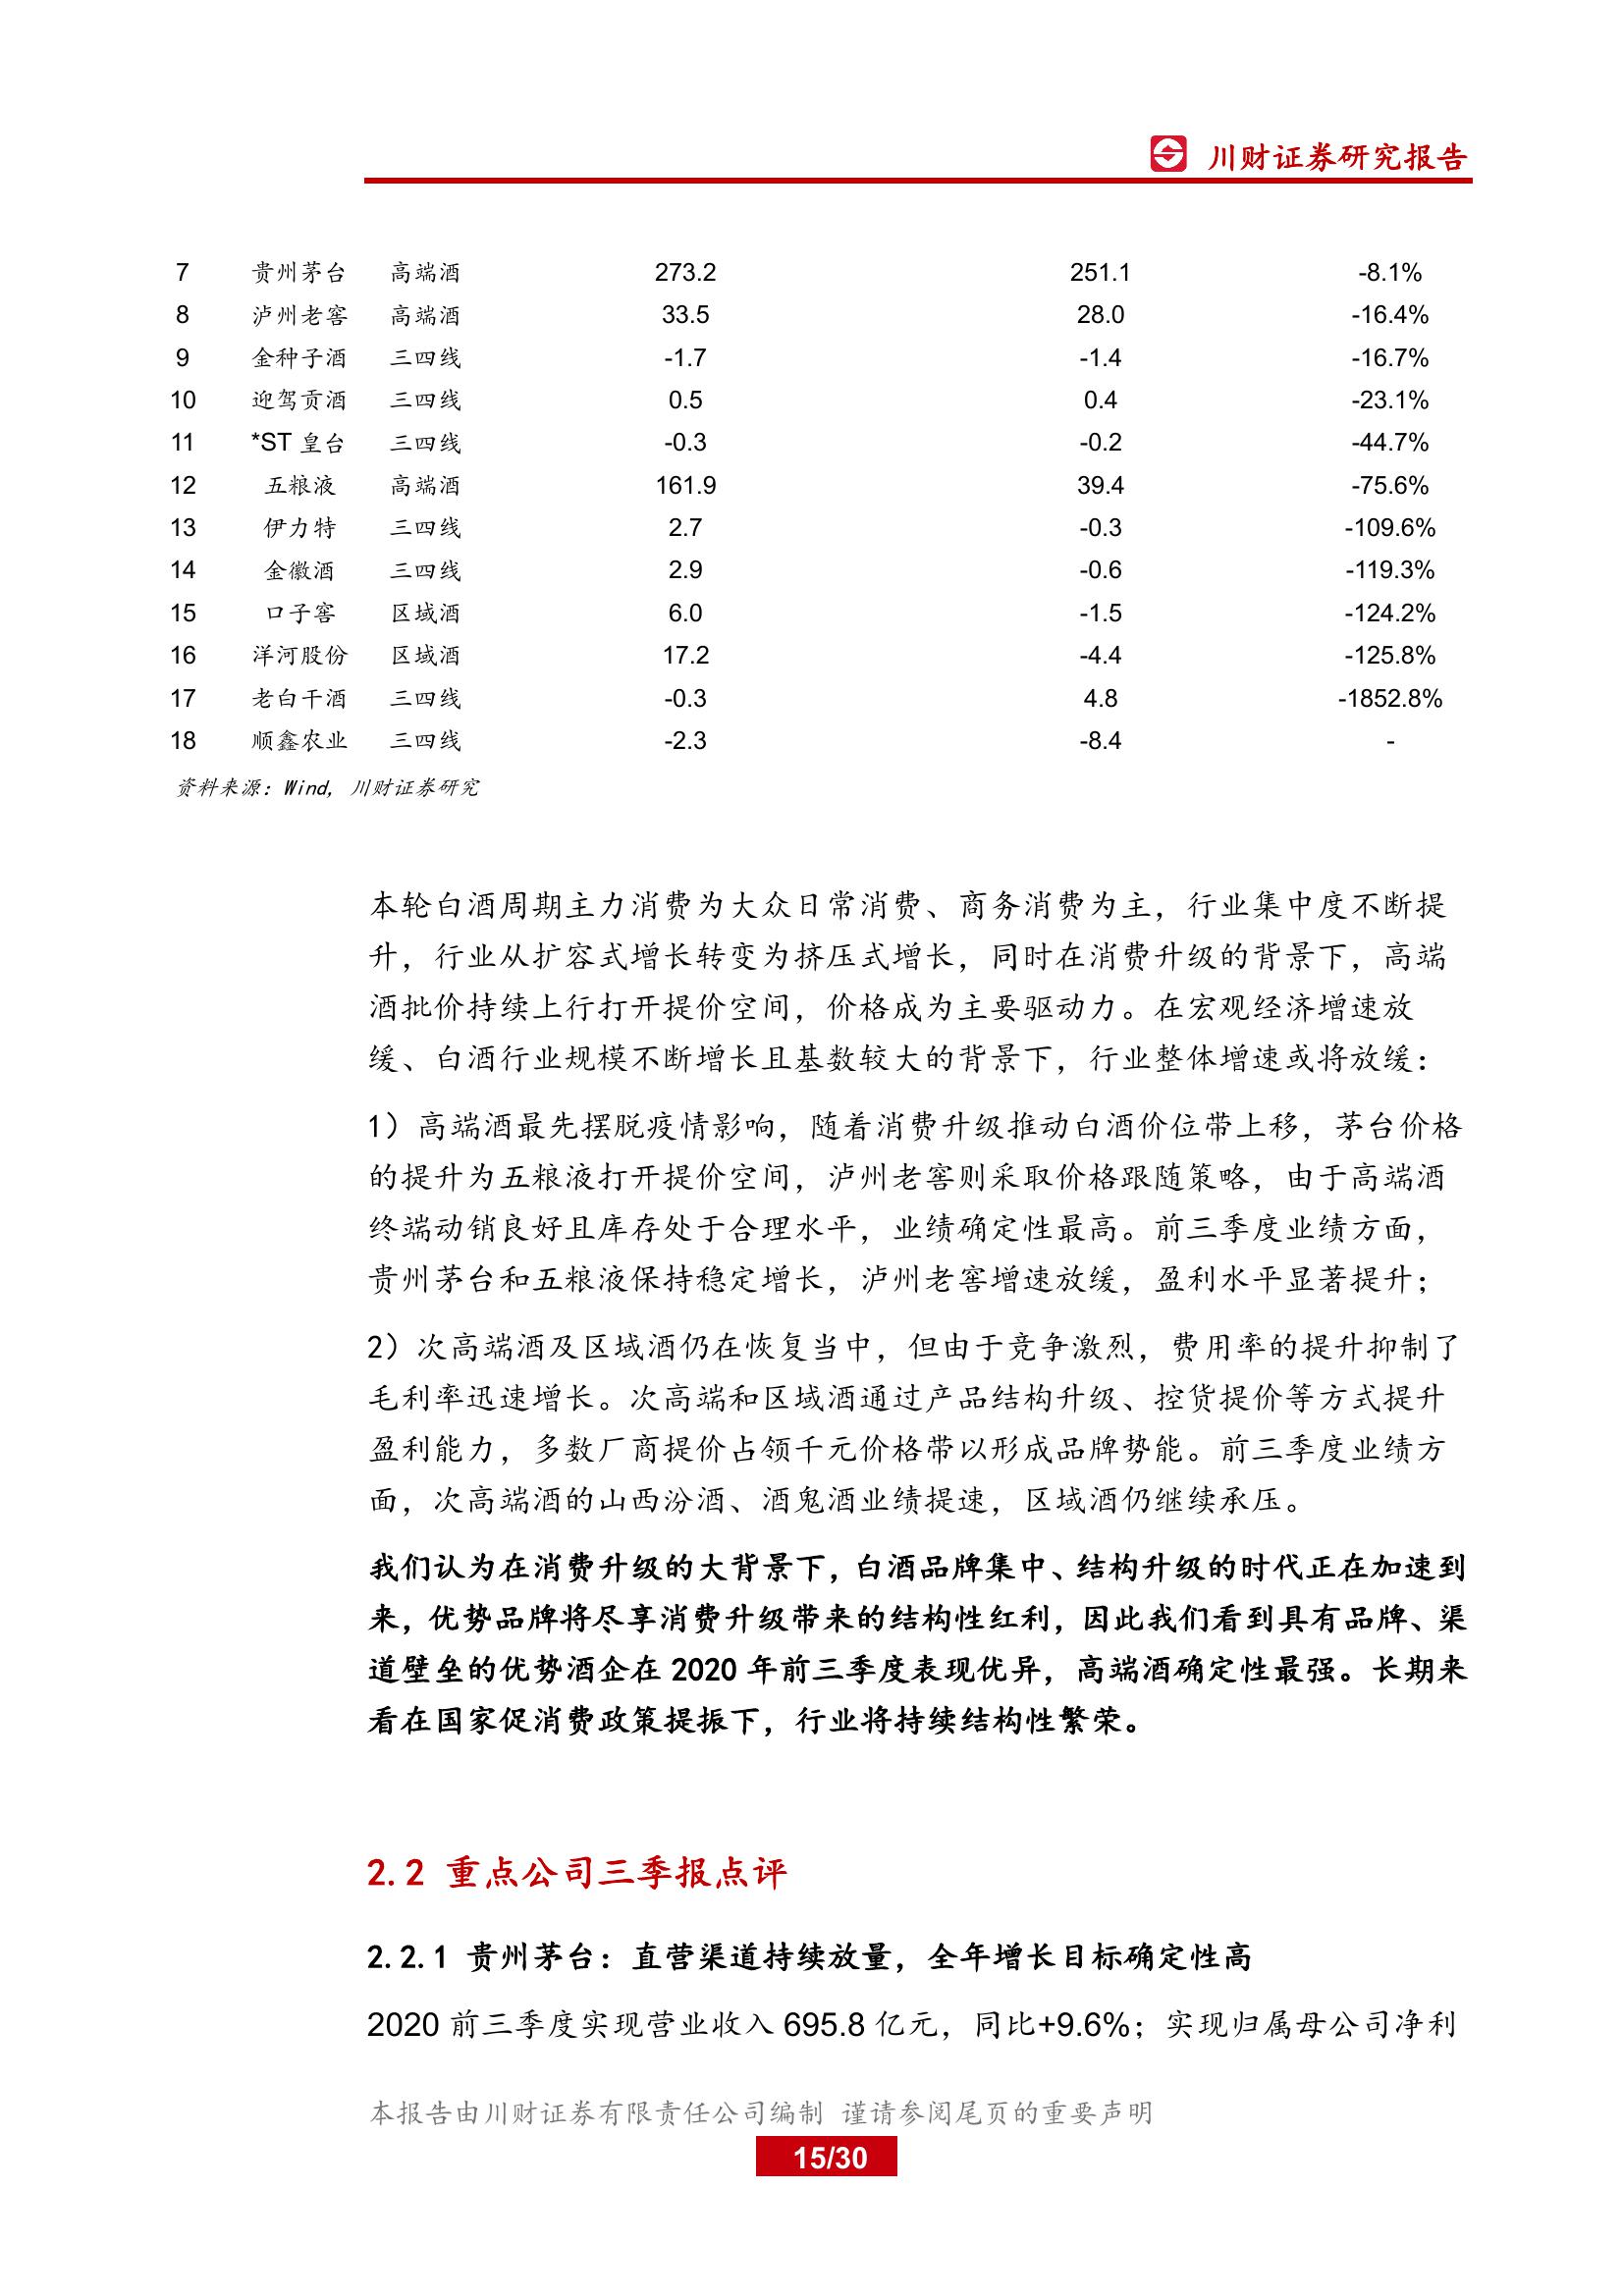 川财证券研究报告
7 贵州茅台 高端酒 273.2 251.1 -8.1%
8 泸州老窖 高端酒 33.5 28.0 -16.4%
9 金种子酒 三四线 -1.7 -1.4 -16.7%
10 迎驾贡酒 三四线 0.5 0.4 -23.1%
11 *ST 皇台 三四线 -0.3 -0.2 -44.7%
12 五粮液 高端酒 161.9 39.4 -75.6%
13 伊力特 三四线 2.7 -0.3 -109.6%
14 金徽酒 三四线 2.9 -0.6 -119.3%
15 口子窖 区域酒 6.0 -1.5 -124.2%
16 洋河股份 区域酒 17.2 -4.4 -125.8%
17 老白干酒 三四线 -0.3 4.8 -1852.8%
18 顺鑫农业 三四线 -2.3 -8.4 -
资料来源：Wind，川财证券研究
本轮白酒周期主力消费为大众日常消费、商务消费为主，行业集中度不断提
升，行业从扩容式增长转变为挤压式增长，同时在消费升级的背景下，高端
酒批价持续上行打开提价空间，价格成为主要驱动力。在宏观经济增速放
缓、白酒行业规模不断增长且基数较大的背景下，行业整体增速或将放缓：
1）高端酒最先摆脱疫情影响，随着消费升级推动白酒价位带上移，茅台价格
的提升为五粮液打开提价空间，泸州老窖则采取价格跟随策略，由于高端酒
终端动销良好且库存处于合理水平，业绩确定性最高。前三季度业绩方面，
贵州茅台和五粮液保持稳定增长，泸州老窖增速放缓，盈利水平显著提升；
2）次高端酒及区域酒仍在恢复当中，但由于竞争激烈，费用率的提升抑制了
毛利率迅速增长。次高端和区域酒通过产品结构升级、控货提价等方式提升
盈利能力，多数厂商提价占领千元价格带以形成品牌势能。前三季度业绩方
面，次高端酒的山西汾酒、酒鬼酒业绩提速，区域酒仍继续承压。
我们认为在消费升级的大背景下，白酒品牌集中、结构升级的时代正在加速到
来，优势品牌将尽享消费升级带来的结构性红利，因此我们看到具有品牌、渠
道壁垒的优势酒企在 2020 年前三季度表现优异，高端酒确定性最强。长期来
看在国家促消费政策提振下，行业将持续结构性繁荣。
2.2 重点公司三季报点评
2.2.1 贵州茅台：直营渠道持续放量，全年增长目标确定性高
2020 前三季度实现营业收入 695.8 亿元，同比+9.6%；实现归属母公司净利
本报告由川财证券有限责任公司编制 谨请参阅尾页的重要声明
15/30